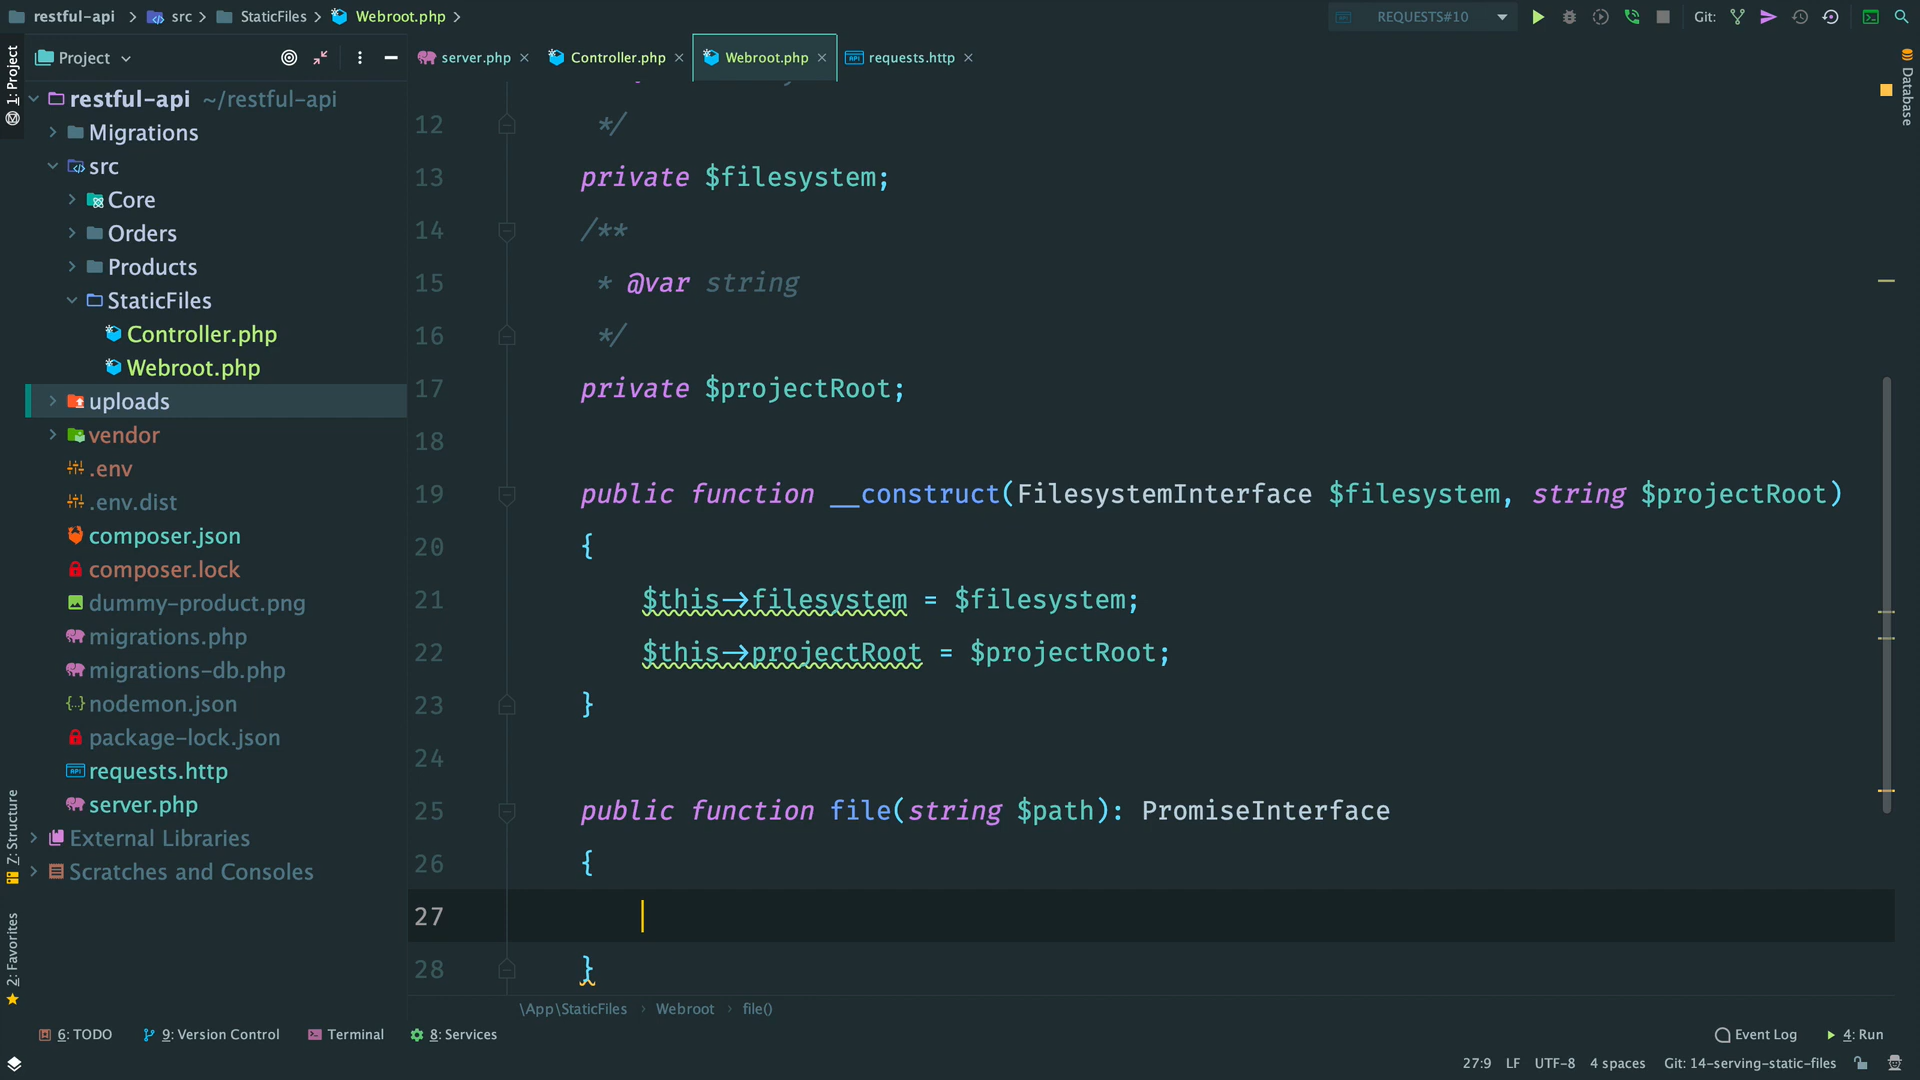 restful-api > src > StaticFiles > Webroot.php >
REQUESTS#10
Git:
1: Project
Project
server.php
Controller.php
Webroot.php
requests.http
Database
restful-api ~/restful-api
Migrations
src
Core
Orders
Products
StaticFiles
Controller.php
Webroot.php
uploads
vendor
.env
.env.dist
composer.json
composer.lock
dummy-product.png
migrations.php
migrations-db.php
nodemon.json
package-lock.json
requests.http
server.php
External Libraries
Scratches and Consoles
Z: Structure
2: Favorites
12 */
13 private $filesystem;
14 /**
15 * @var string
16 */
17 private $projectRoot;
18
19 public function __construct(FilesystemInterface $filesystem, string $projectRoot)
20 {
21 $this→filesystem = $filesystem;
22 $this→projectRoot = $projectRoot;
23 }
24
25 public function file(string $path): PromiseInterface
26 {
27
28 }
\App\StaticFiles > Webroot > file()
6: TODO
9: Version Control
Terminal
8: Services
Event Log
4: Run
27:9 LF UTF-8 4 spaces Git: 14-serving-static-files